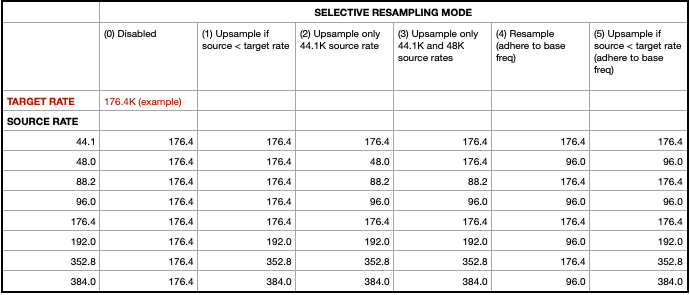 SELECTIVE RESAMPLING MODE
(0) Disabled (1) Upsample if source < target rate (2) Upsample only 44.1K source rate (3) Upsample only 44.1K and 48K source rates (4) Resample (adhere to base freq) (5) Upsample if source < target rate (adhere to base freq)
TARGET RATE 176.4K (example)
SOURCE RATE
44.1 176.4 176.4 176.4 176.4 176.4 176.4
48.0 176.4 176.4 48.0 176.4 96.0 96.0
88.2 176.4 176.4 88.2 88.2 176.4 176.4
96.0 176.4 176.4 96.0 96.0 96.0 96.0
176.4 176.4 176.4 176.4 176.4 176.4 176.4
192.0 176.4 192.0 192.0 192.0 96.0 192.0
352.8 176.4 352.8 352.8 352.8 176.4 352.8
384.0 176.4 384.0 384.0 384.0 96.0 384.0